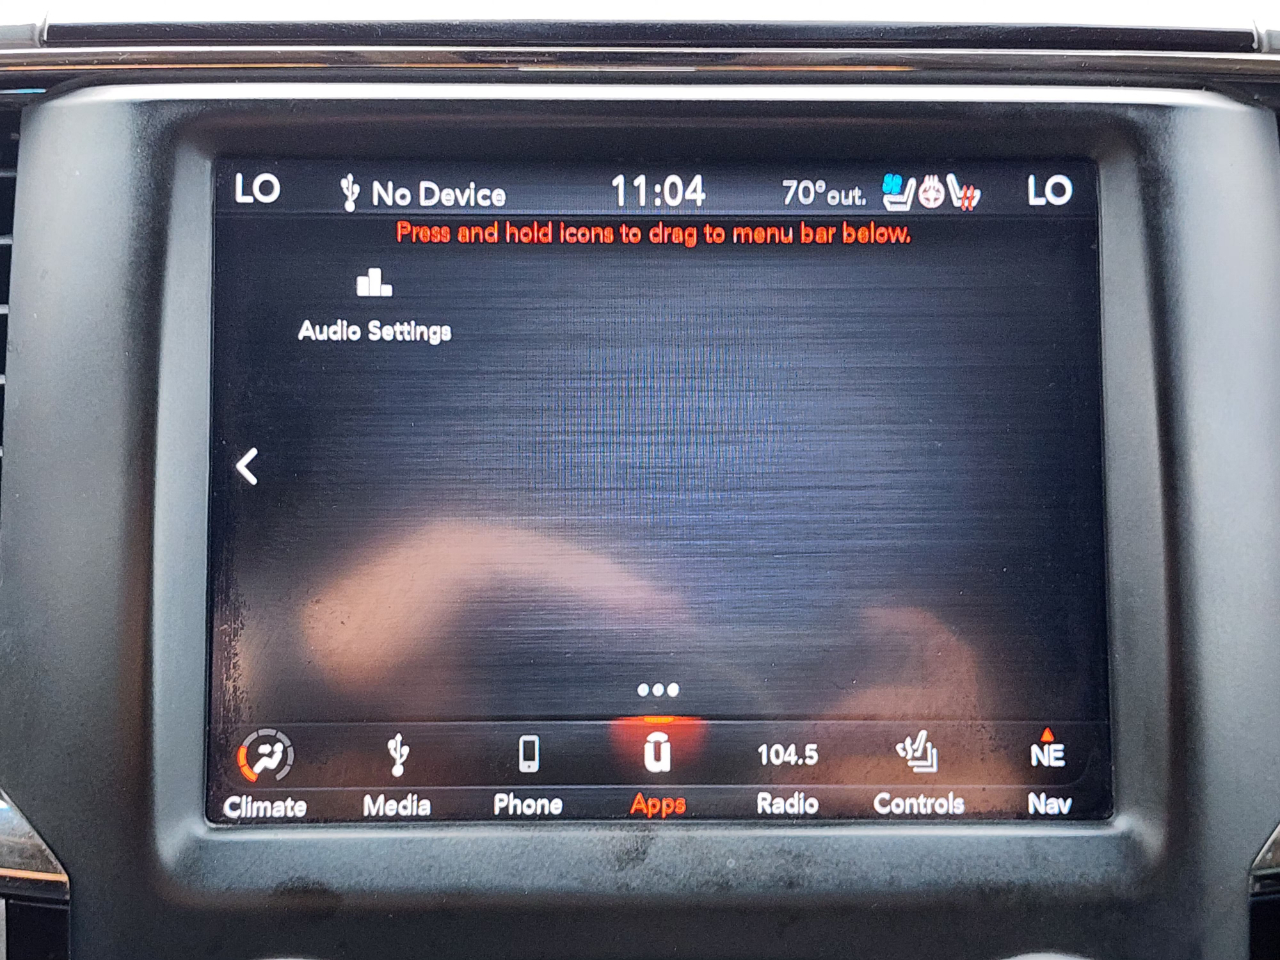 LO No Device 11:04 70°out. LO
Press and hold icons to drag to menu bar below.
Audio Settings
104.5 NE
Climate Media Phone Apps Radio Controls Nav